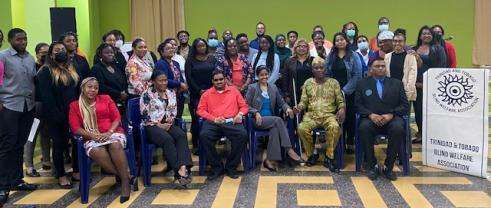 TRINIDAD & TOBAGO
BLIND WELFARE
ASSOCIATION